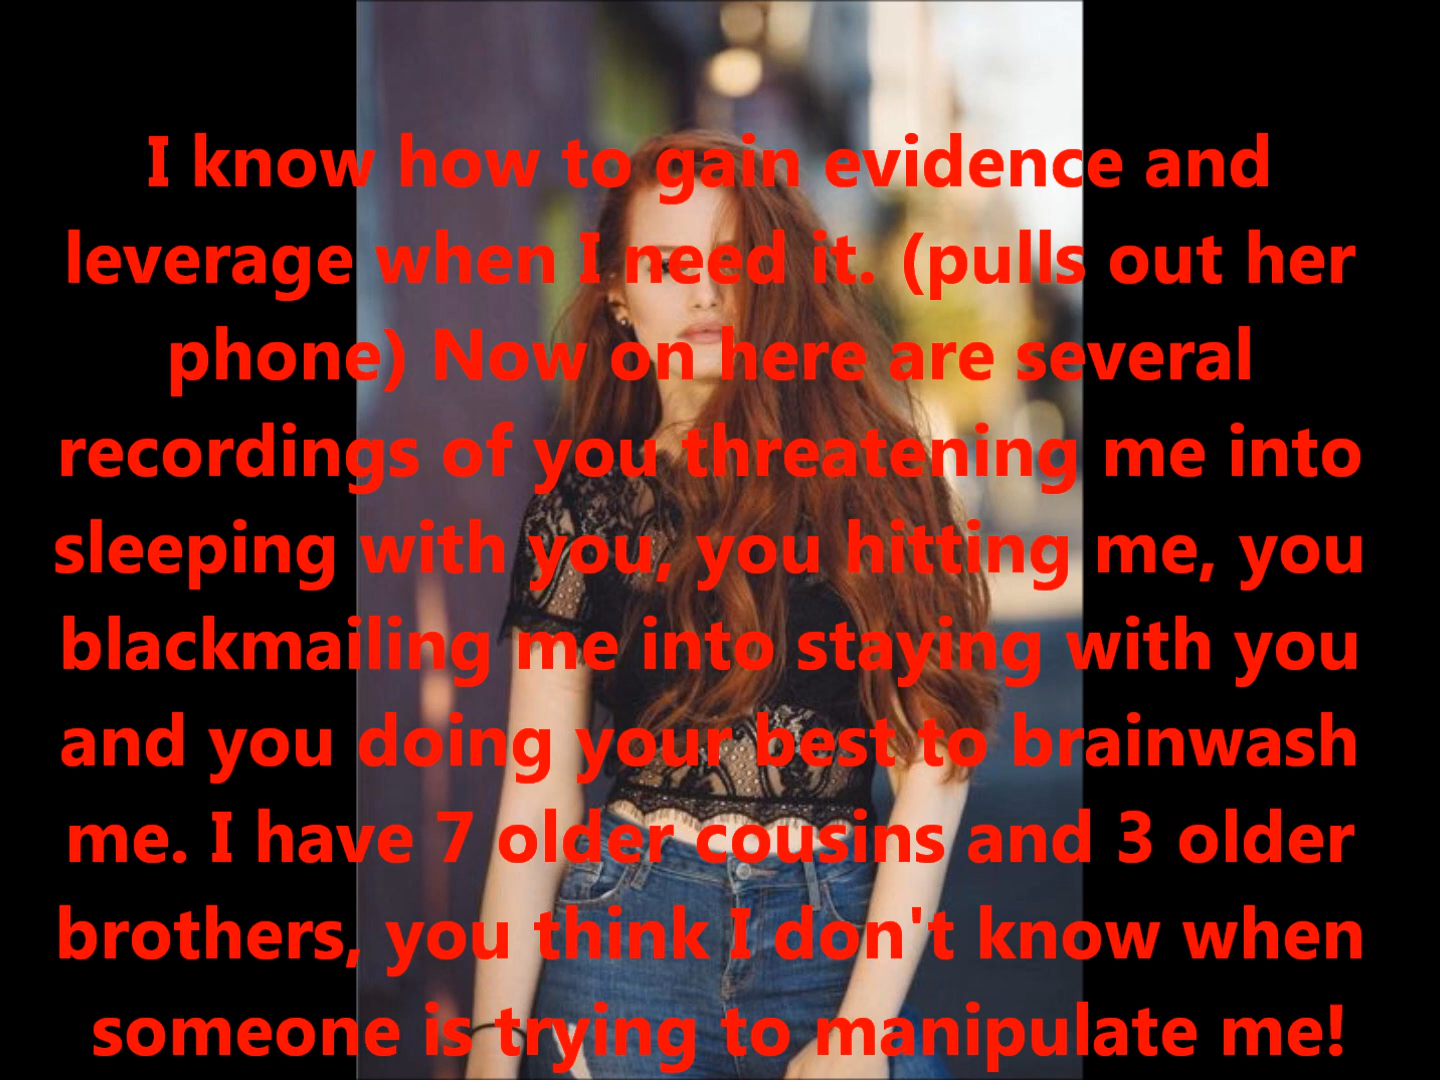 I know how to gain evidence and
leverage when I need it. (pulls out her
phone) Now on here are several
recordings of you threatening me into
sleeping with you, you hitting me, you
blackmailing me into staying with you
and you doing your best to brainwash
me. I have 7 older cousins and 3 older
brothers, you think I don't know when
someone is trying to manipulate me!